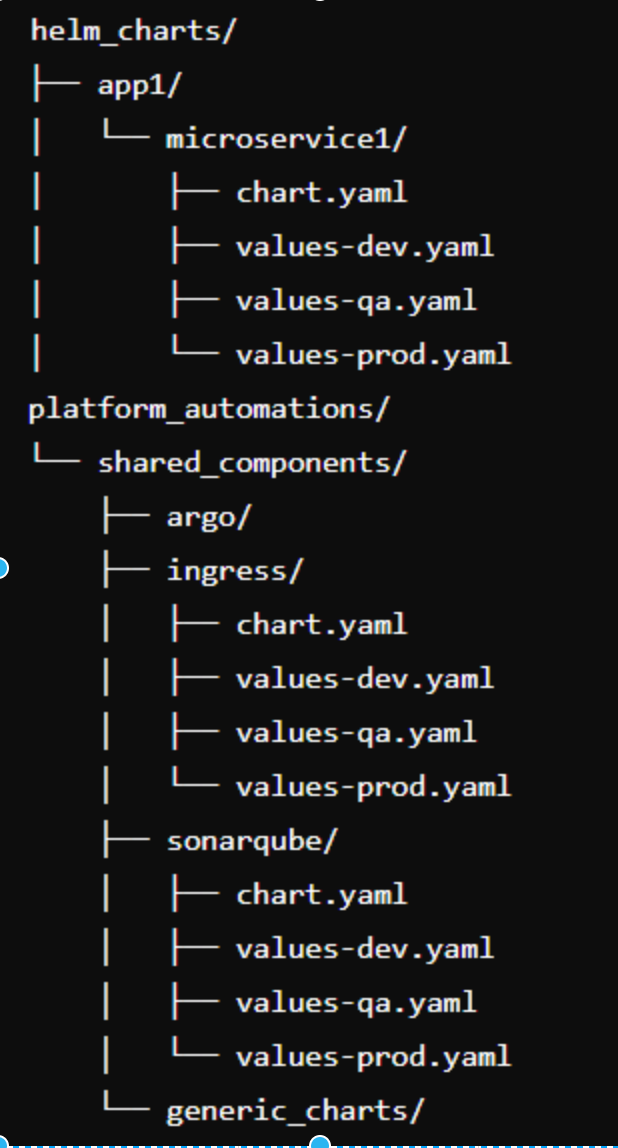 helm_charts/
├── app1/
│   └── microservice1/
│       ├── chart.yaml
│       ├── values-dev.yaml
│       ├── values-qa.yaml
│       └── values-prod.yaml
platform_automations/
└── shared_components/
    ├── argo/
    ├── ingress/
    │   ├── chart.yaml
    │   ├── values-dev.yaml
    │   ├── values-qa.yaml
    │   └── values-prod.yaml
    ├── sonarqube/
    │   ├── chart.yaml
    │   ├── values-dev.yaml
    │   ├── values-qa.yaml
    │   └── values-prod.yaml
    └── generic_charts/